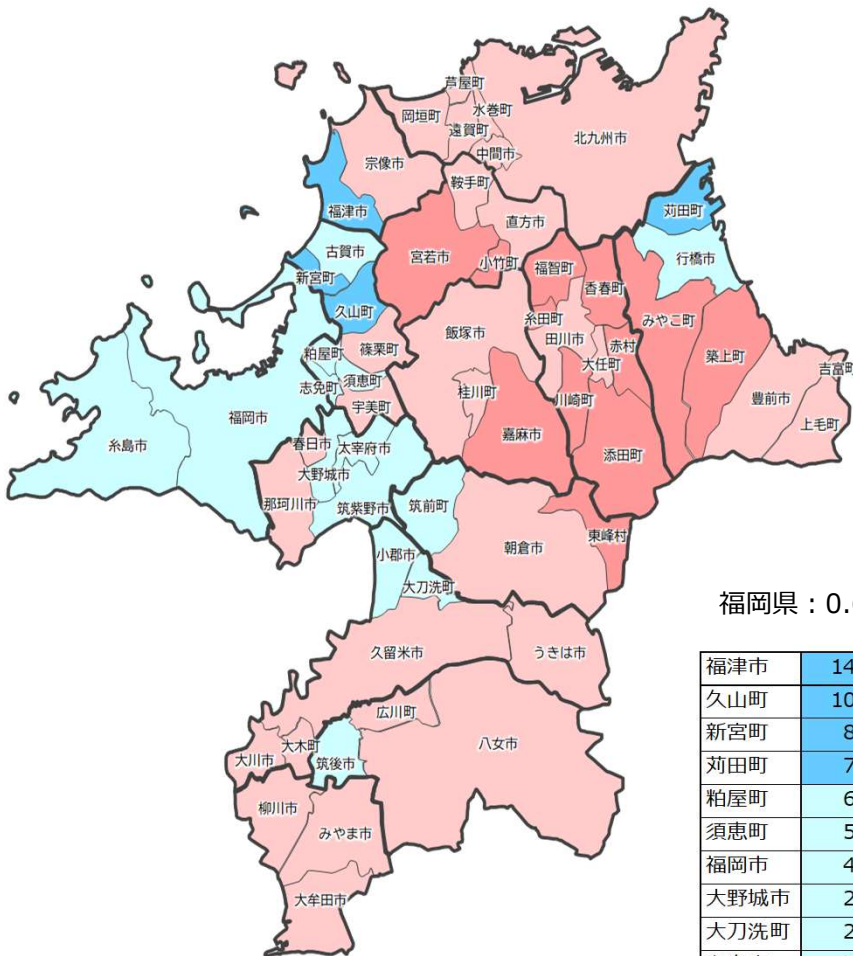 芦屋町
水巻町
岡垣町
遠賀町
北九州市
中間市
宗像市
鞍手町
福津市
直方市
苅田町
古賀市
宮若市
行橋市
新宮町
小竹町
福智町
香春町
久山町
糸田町
みやこ町
飯塚市
田川市
篠栗町
赤村
築上町
粕屋町
大任町
吉富町
須恵町
志免町
桂川町
豊前市
宇美町
川崎町
嘉麻市
上毛町
福岡市
糸島市
春日市
太宰府市
添田町
大野城市
那珂川市
筑紫野市
筑前町
東峰村
朝倉市
小郡市
大刀洗町
久留米市
うきは市
広川町
八女市
大木町
大川市
筑後市
柳川市
みやま市
大牟田市
福岡県:0.
福津市 14
久山町 10
新宮町 8
苅田町 7
粕屋町 6
須恵町 5
福岡市 4
大野城市 2
大刀洗町 2